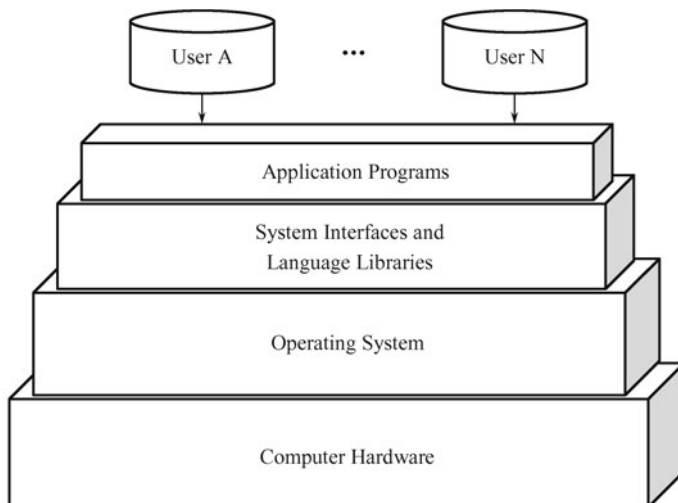 User A
...
User N
Application Programs
System Interfaces and
Language Libraries
Operating System
Computer Hardware